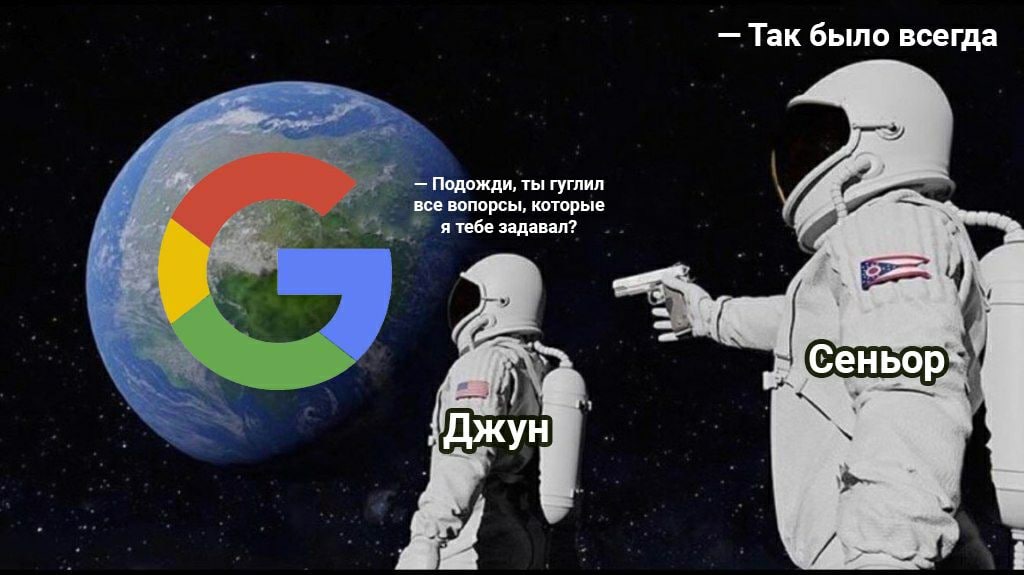 — Так было всегда
— Подожди, ты гуглил
все вопорсы, которые
я тебе задавал?
Сеньор
Джун